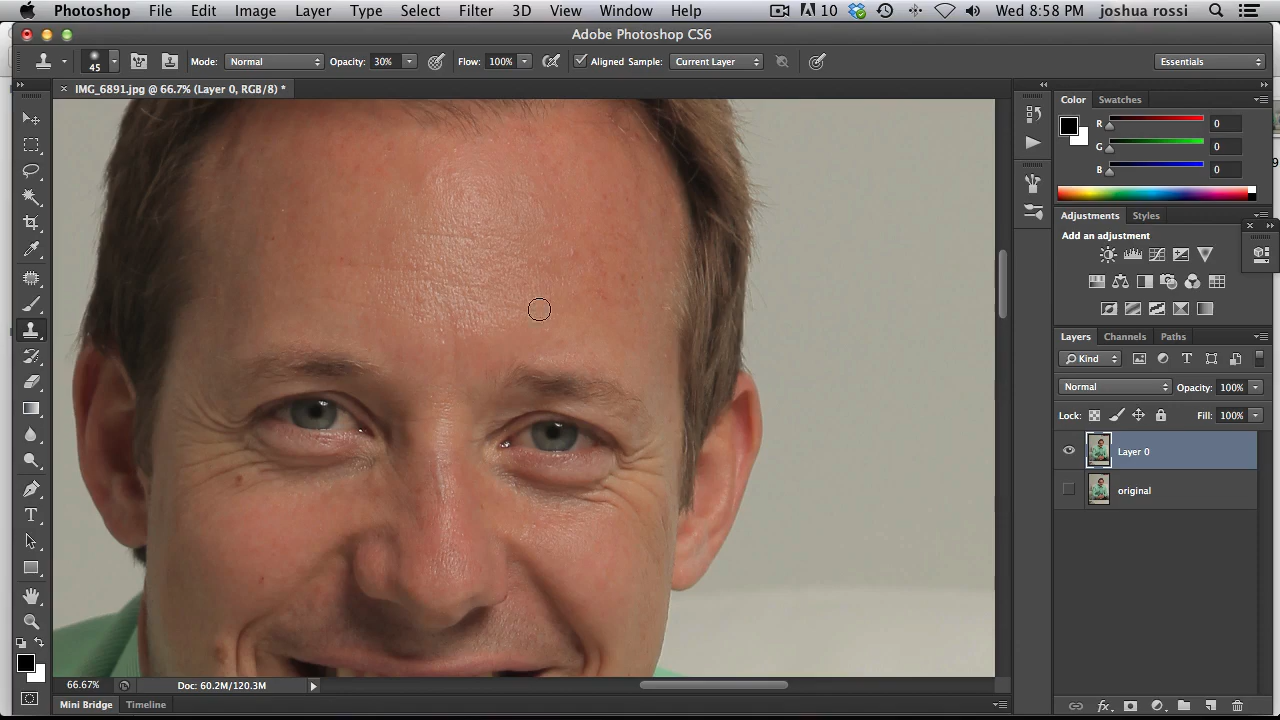 Photoshop File Edit Image Layer Type Select Filter 3D View Window Help 10 Wed 8:58 PM joshua rossi
Adobe Photoshop CS6
45 Mode: Normal Opacity: 30% Flow: 100% Aligned Sample: Current Layer Essentials
× IMG_6891.jpg @ 66.7% (Layer 0, RGB/8) *
Color Swatches
R 0
G 0
B 0
Adjustments Styles
Add an adjustment
Layers Channels Paths
Kind
Normal Opacity: 100%
Lock: Fill: 100%
Layer 0
original
66.67% Doc: 60.2M/120.3M
Mini Bridge Timeline